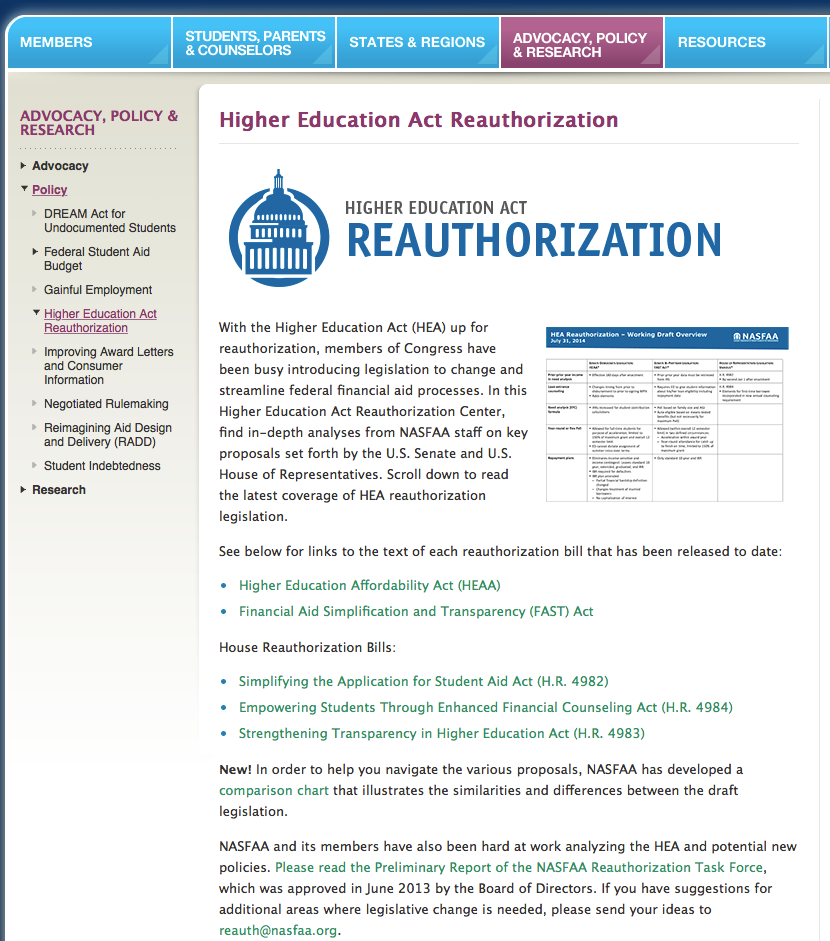 MEMBERS
STUDENTS, PARENTS
& COUNSELORS
STATES & REGIONS
ADVOCACY, POLICY
& RESEARCH
RESOURCES
ADVOCACY, POLICY &
RESEARCH
Advocacy
Policy
DREAM Act for
Undocumented Students
Federal Student Aid
Budget
Gainful Employment
Higher Education Act
Reauthorization
Improving Award Letters
and Consumer
Information
Negotiated Rulemaking
Reimagining Aid Design
and Delivery (RADD)
Student Indebtedness
Research
Higher Education Act Reauthorization
HIGHER EDUCATION ACT
REAUTHORIZATION
With the Higher Education Act (HEA) up for
reauthorization, members of Congress have
been busy introducing legislation to change and
streamline federal financial aid processes. In this
Higher Education Act Reauthorization Center,
find in-depth analyses from NASFAA staff on key
proposals set forth by the U.S. Senate and U.S.
House of Representatives. Scroll down to read
the latest coverage of HEA reauthorization
legislation.
HEA Reauthorization – Working Draft Overview
July 31, 2014
NASFAA
See below for links to the text of each reauthorization bill that has been released to date:
Higher Education Affordability Act (HEAA)
Financial Aid Simplification and Transparency (FAST) Act
House Reauthorization Bills:
Simplifying the Application for Student Aid Act (H.R. 4982)
Empowering Students Through Enhanced Financial Counseling Act (H.R. 4984)
Strengthening Transparency in Higher Education Act (H.R. 4983)
New! In order to help you navigate the various proposals, NASFAA has developed a
comparison chart that illustrates the similarities and differences between the draft
legislation.
NASFAA and its members have also been hard at work analyzing the HEA and potential new
policies. Please read the Preliminary Report of the NASFAA Reauthorization Task Force,
which was approved in June 2013 by the Board of Directors. If you have suggestions for
additional areas where legislative change is needed, please send your ideas to
reauth@nasfaa.org.